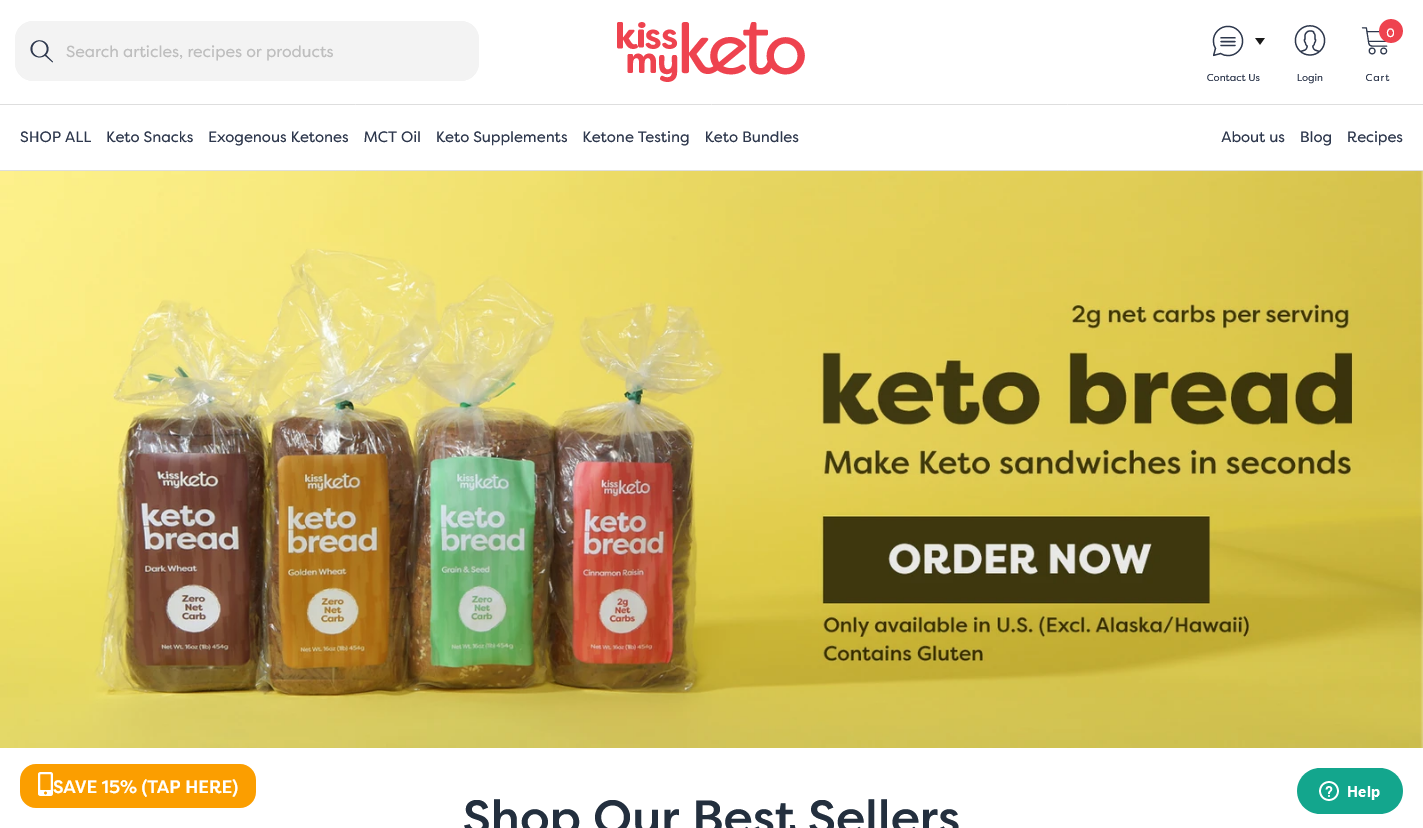 Search articles, recipes or products
kiss
my keto
Contact Us
Login
0
Cart
SHOP ALL Keto Snacks Exogenous Ketones MCT Oil Keto Supplements Ketone Testing Keto Bundles
About us Blog Recipes
kiss
my keto
keto
bread
Dark Wheat
Zero
Net
Carb
Net Wt. 16oz (1lb) 454g
kiss
my keto
keto
bread
Golden Wheat
Zero
Net
Carb
Net Wt. 16oz (1lb) 454g
kiss
my keto
keto
bread
Grain & Seed
Zero
Net
Carb
Net Wt. 16oz (1lb) 454g
kiss
my keto
keto
bread
Cinnamon Raisin
2g
Net
Carbs
Net Wt. 16oz (1lb) 454g
2g net carbs per serving
keto bread
Make Keto sandwiches in seconds
ORDER NOW
Only available in U.S. (Excl. Alaska/Hawaii)
Contains Gluten
SAVE 15% (TAP HERE)
Shop Our Best Sellers
Help